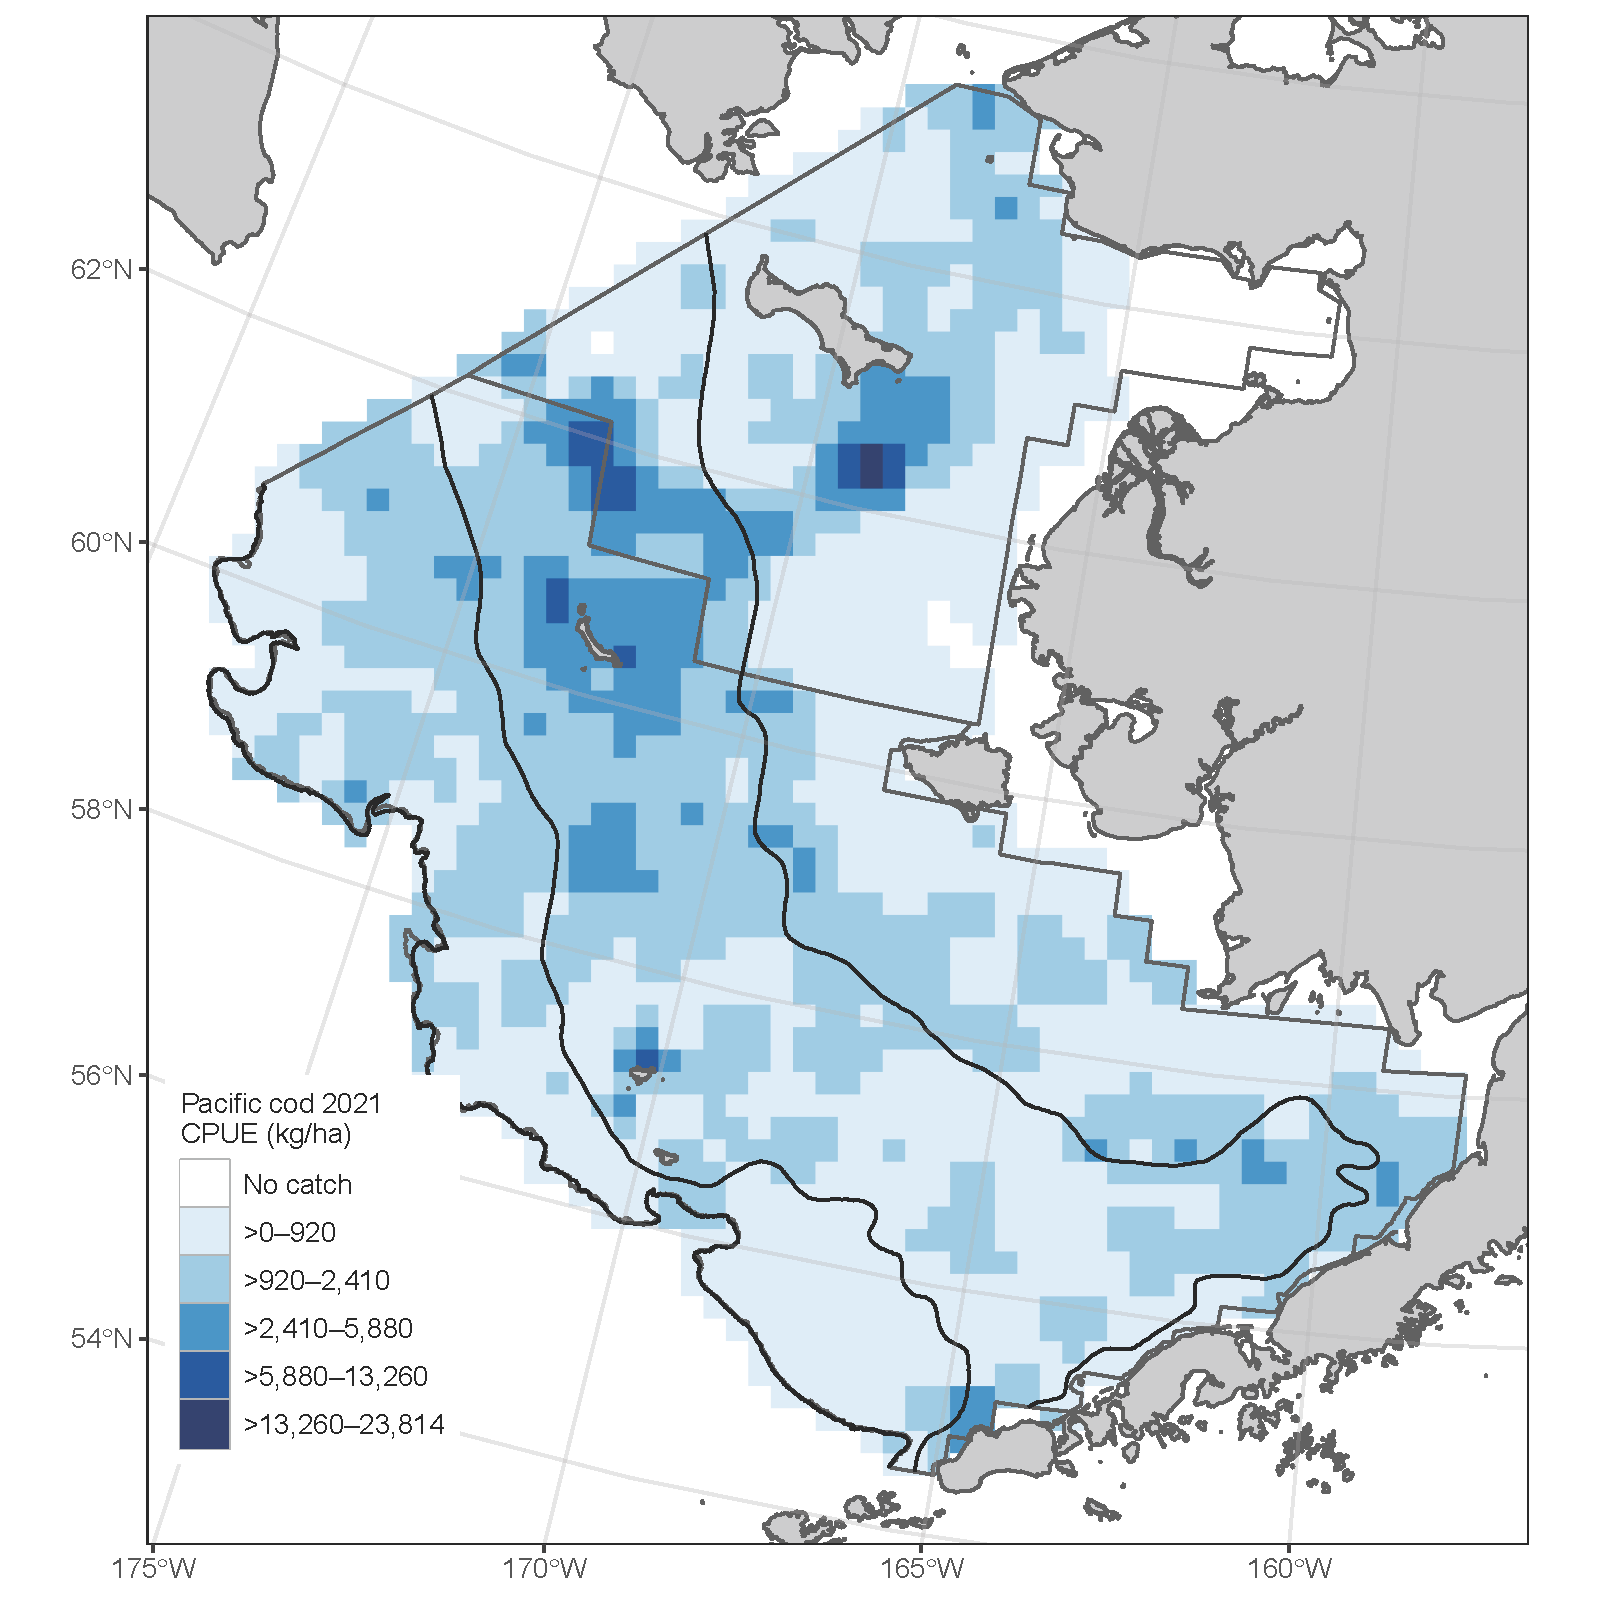 62°N
60°N
58°N
56°N
54°N
Pacific cod 2021
CPUE (kg/ha)
No catch
>0–920
>920–2,410
>2,410–5,880
>5,880–13,260
>13,260–23,814
175°W
170°W
165°W
160°W